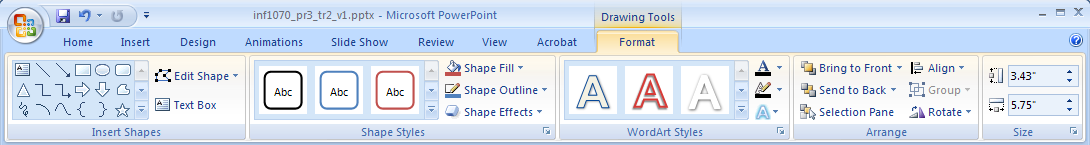 inf1070_pr3_tr2_v1.pptx - Microsoft PowerPoint
Drawing Tools
Home Insert Design Animations Slide Show Review View Acrobat Format
Edit Shape
Text Box
Insert Shapes
Abc Abc Abc
Shape Fill
Shape Outline
Shape Effects
Shape Styles
A A A
A
A
WordArt Styles
Bring to Front
Send to Back
Selection Pane
Align
Group
Rotate
Arrange
3.43"
5.75"
Size